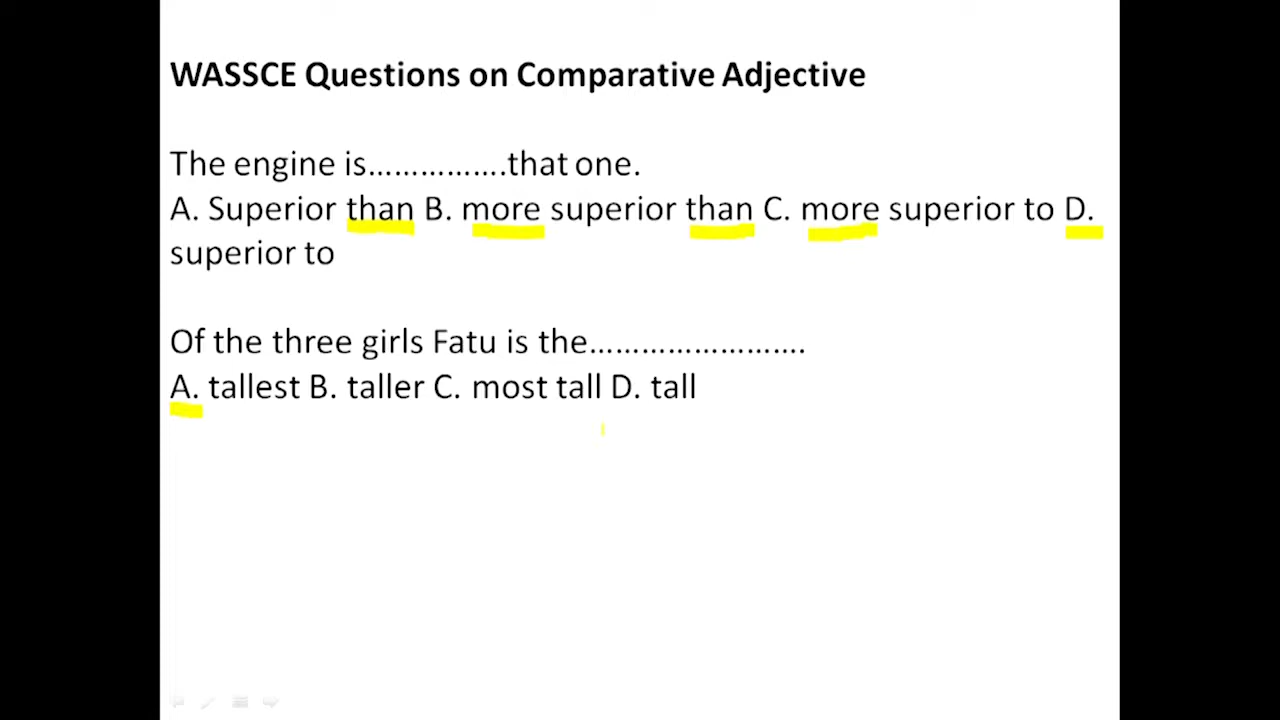 WASSCE Questions on Comparative Adjective
The engine is…………….that one.
A. Superior than B. more superior than C. more superior to D.
superior to
Of the three girls Fatu is the…………………….
A. tallest B. taller C. most tall D. tall